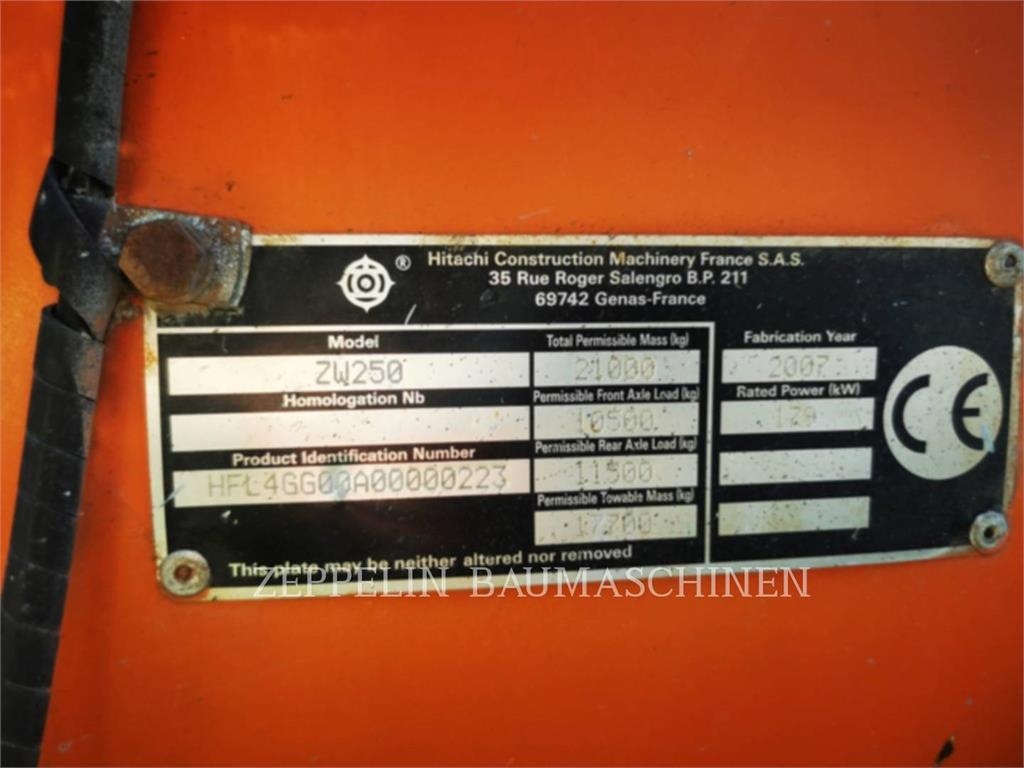 ® Hitachi Construction Machinery France S.A.S.
35 Rue Roger Salengro B.P. 211
69742 Genas-France
Model
ZW250
Homologation Nb
Product Identification Number
HFL4GG00A00000223
Total Permissible Mass (kg)
21000
Permissible Front Axle Load (kg)
10500
Permissible Rear Axle Load (kg)
11500
Permissible Towable Mass (kg)
17700
Fabrication Year
2007
Rated Power (kW)
CE
This plate may be neither altered nor removed
ZEPPELIN BAUMASCHINEN